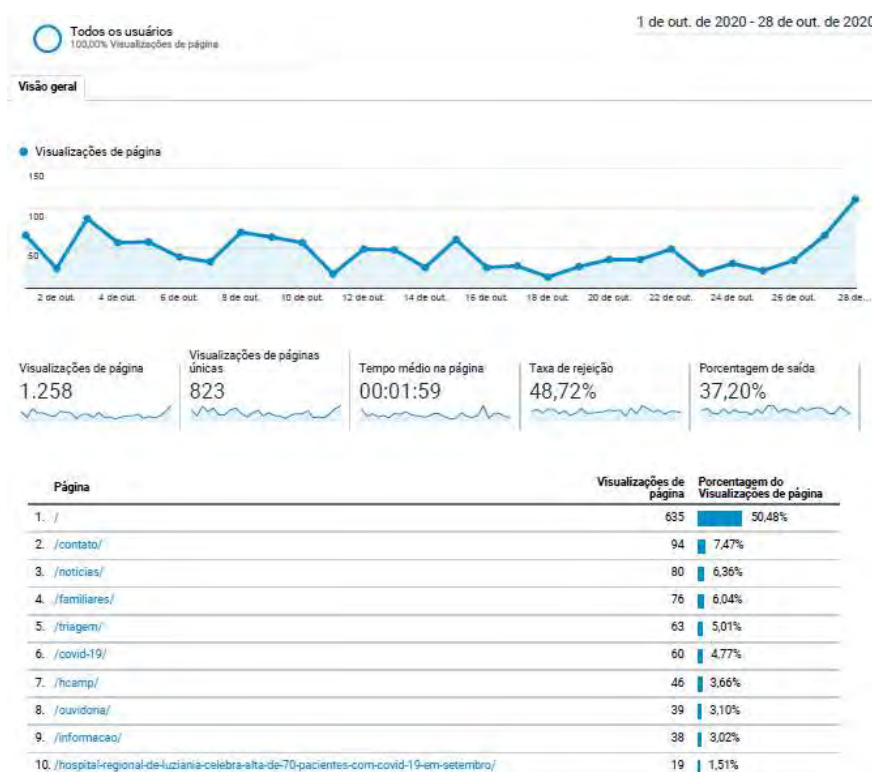 Todos os usuários
100,00% Visualizações de página
1 de out. de 2020 - 28 de out. de 2020
Visão geral
Visualizações de página
150
100
50
2 de out. 4 de out. 6 de out. 8 de out. 10 de out. 12 de out. 14 de out. 16 de out. 18 de out. 20 de out. 22 de out. 24 de out. 26 de out. 28 de...
Visualizações de página
1.258
Visualizações de páginas
únicas
823
Tempo médio na página
00:01:59
Taxa de rejeição
48,72%
Porcentagem de saída
37,20%
Página Visualizações de página Porcentagem do Visualizações de página
1. / 635 50,48%
2. /contato/ 94 7,47%
3. /noticias/ 80 6,36%
4. /familiares/ 76 6,04%
5. /triagem/ 63 5,01%
6. /covid-19/ 60 4,77%
7. /hcamp/ 46 3,66%
8. /ouvidoria/ 39 3,10%
9. /informacao/ 38 3,02%
10. /hospital-regional-de-luziania-celebra-alta-de-70-pacientes-com-covid-19-em-setembro/ 19 1,51%